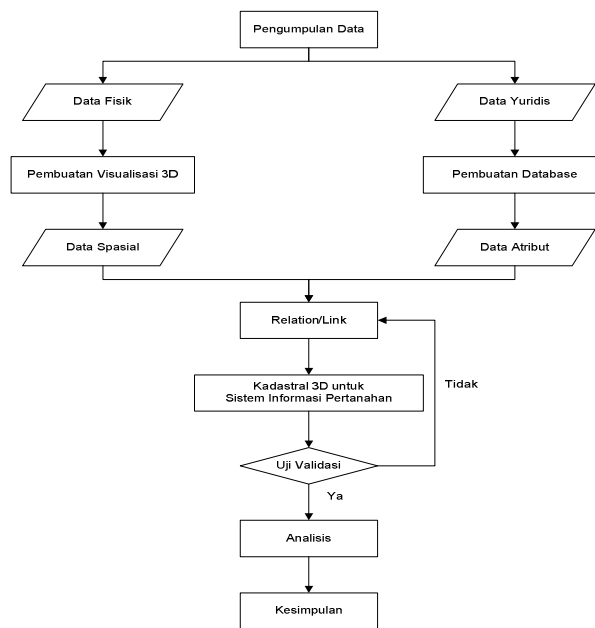 Pengumpulan Data
Data Fisik
Data Yuridis
Pembuatan Visualisasi 3D
Pembuatan Database
Data Spasial
Data Atribut
Relation/Link
Kadastral 3D untuk
Sistem Informasi Pertanahan
Tidak
Uji Validasi
Ya
Analisis
Kesimpulan